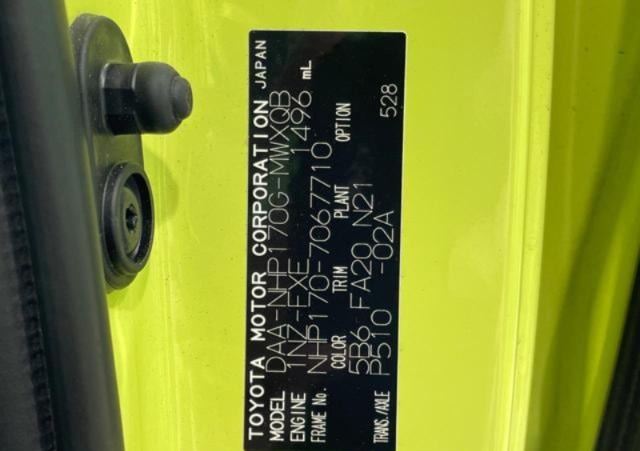 TOYOTA MOTOR CORPORATION JAPAN
MODEL DAA-NHP170G-MWXQB
ENGINE 1NZ-FXE 1496 mL
FRAME No. NHP170-7067710
COLOR TRIM PLANT OPTION
5B6 FA20 N21
TRANS./AXLE P510 -02A 528